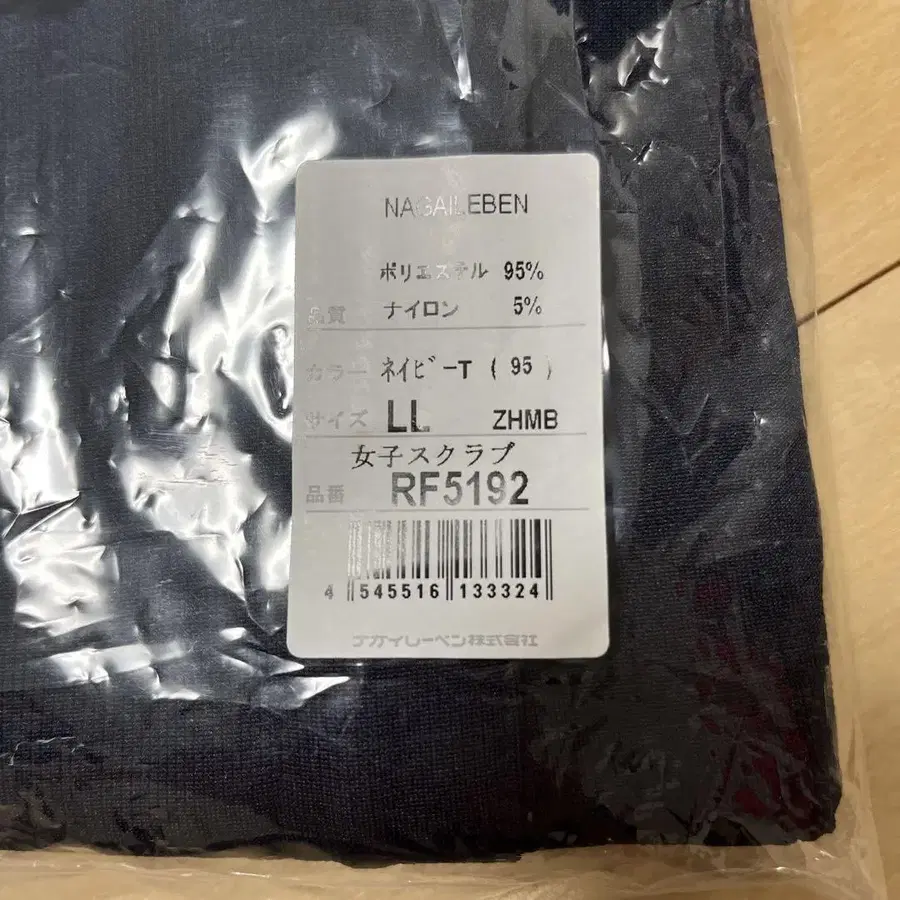 NAGAILEBEN
ポリエステル 95%
品質 ナイロン 5%
カラー ネイビーT ( 95 )
サイズ LL ZHMB
女子スクラブ
品番 RF5192
4 545516 133324
ナガイレーベン株式会社